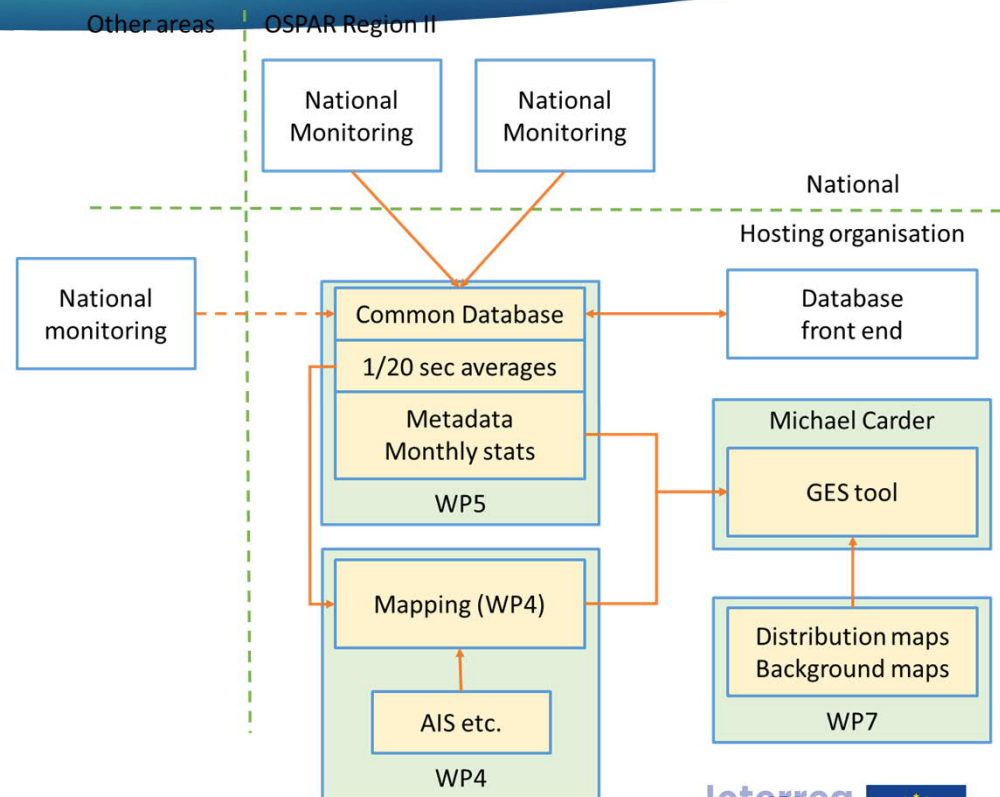 Other areas
OSPAR Region II
National
Monitoring
National
Monitoring
National
Hosting organisation
National
monitoring
Common Database
1/20 sec averages
Metadata
Monthly stats
WP5
Database
front end
Michael Carder
GES tool
Mapping (WP4)
AIS etc.
WP4
Distribution maps
Background maps
WP7
Interreg